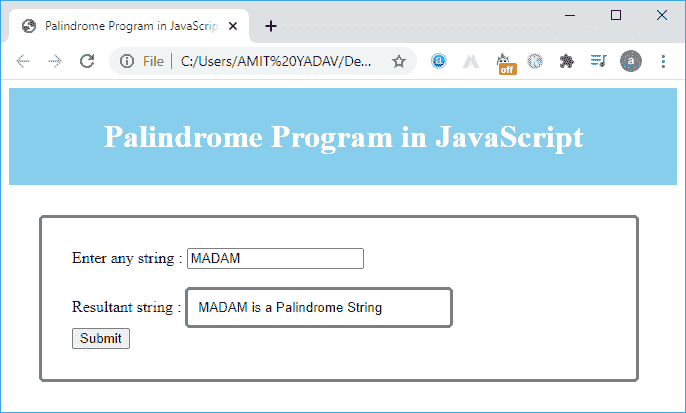 Palindrome Program in JavaScrip
File C:/Users/AMIT%20YADAV/De...
a
off
a
Palindrome Program in JavaScript
Enter any string : MADAM
Resultant string : MADAM is a Palindrome String
Submit